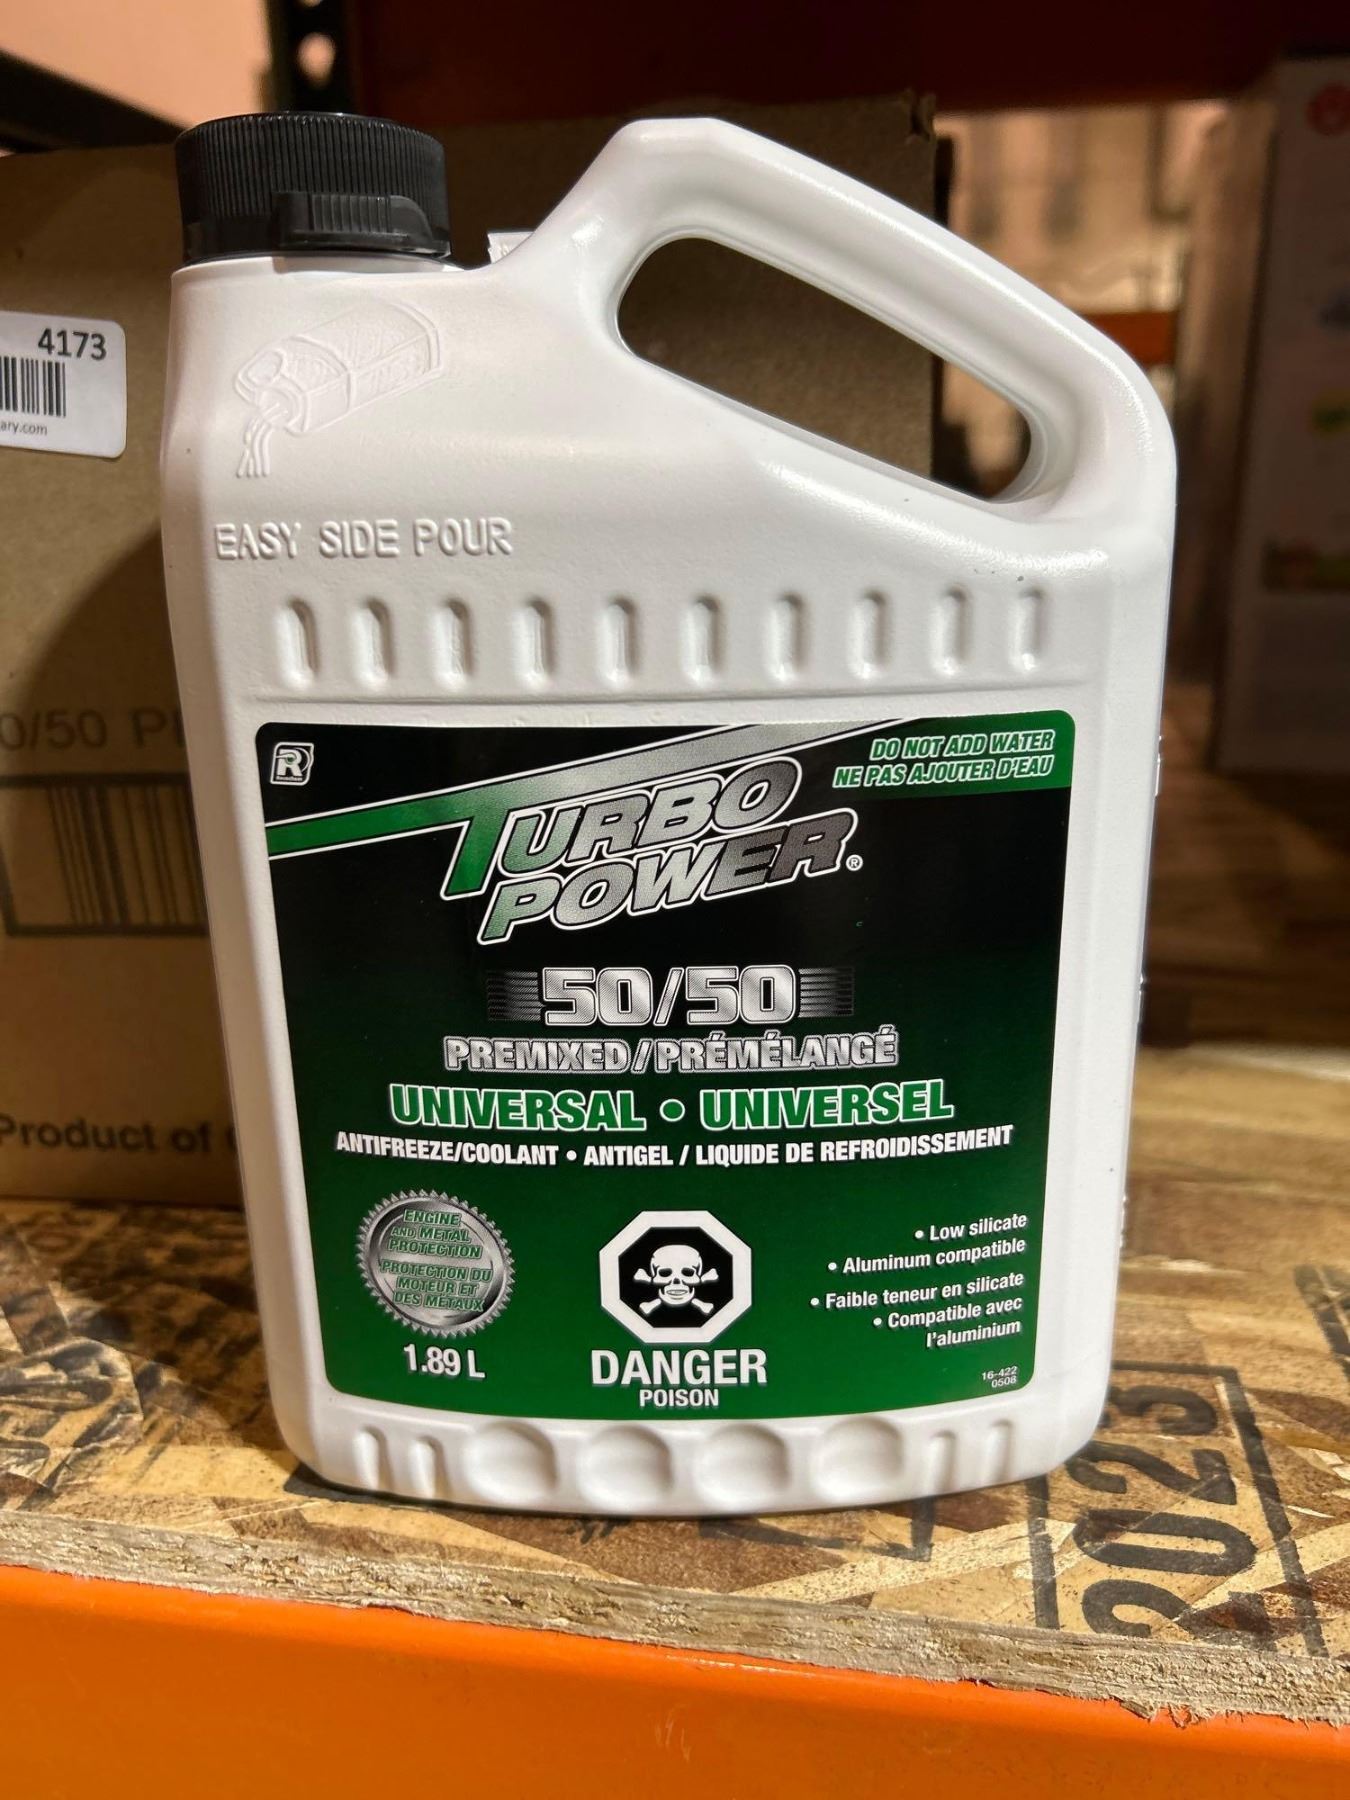 4173
ary.com
EASY SIDE POUR
0/50 P
Product of
R
DO NOT ADD WATER
NE PAS AJOUTER D'EAU
TURBO
POWER®
50/50
PREMIXED/PRÉMÉLANGÉ
UNIVERSAL • UNIVERSEL
ANTIFREEZE/COOLANT • ANTIGEL / LIQUIDE DE REFROIDISSEMENT
ENGINE
AND METAL
PROTECTION
PROTECTION DU
MOTEUR ET
DES MÉTAUX
1.89 L
DANGER
POISON
• Low silicate
• Aluminum compatible
• Faible teneur en silicate
• Compatible avec
l'aluminium
16-422
0508
2023